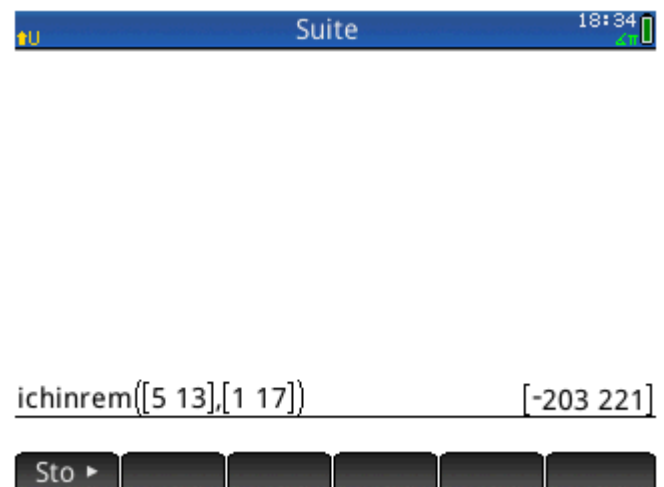 ↑U Suite 18:34
∡π
ichinrem([5 13],[1 17]) [-203 221]
Sto ►